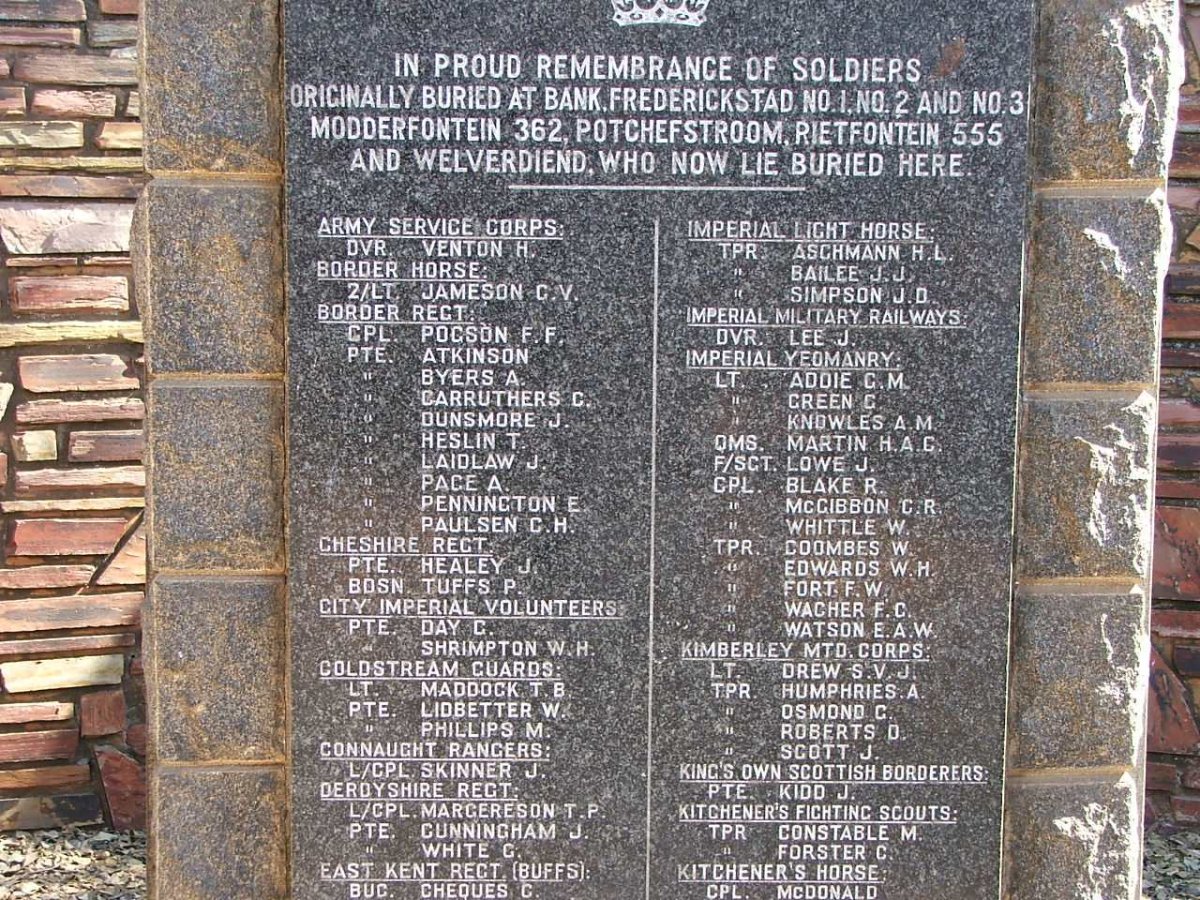 IN PROUD REMEMBRANCE OF SOLDIERS
ORIGINALLY BURIED AT BANK, FREDERICKSTAD NO.1. NO.2 AND NO.3
MODDERFONTEIN 362, POTCHEFSTROOM, RIETFONTEIN 555
AND WELVERDIEND, WHO NOW LIE BURIED HERE.
ARMY SERVICE CORPS:
DVR. VENTON H.
BORDER HORSE:
2/LT. JAMESON C.V.
BORDER REGT:
CPL. POGSON F.F.
PTE. ATKINSON
" BYERS A.
" CARRUTHERS G.
" DUNSMORE J.
" HESLIN T.
" LAIDLAW J.
" PACE A.
" PENNINGTON E
" PAULSEN C.H.
CHESHIRE REGT:
PTE. HEALEY J.
BDSN TUFFS P.
CITY IMPERIAL VOLUNTEERS:
PTE. DAY G.
" SHRIMPTON W.H.
COLDSTREAM GUARDS:
LT. MADDOCK T.B
PTE. LIDBETTER W.
" PHILLIPS M.
CONNAUGHT RANGERS:
L/CPL SKINNER J.
DERBYSHIRE REGT:
L/CPL. MARGERESON T.P.
PTE. CUNNINGHAM J.
" WHITE G.
EAST KENT REGT. (BUFFS):
BUG. CHEQUES G.
IMPERIAL LIGHT HORSE:
TPR. ASCHMANN H.L.
" BAILEE J.J.
" SIMPSON J.D.
IMPERIAL MILITARY RAILWAYS:
DVR. LEE J.
IMPERIAL YEOMANRY:
LT. ADDIE C.M.
" GREEN C.
" KNOWLES A.M
QMS. MARTIN H.A.C.
F/SGT. LOWE J.
CPL. BLAKE R.
" McGIBBON C.R.
" WHITTLE W.
TPR. COOMBES W.
" EDWARDS W.H.
" FORT F.W.
" WACHER F.C.
" WATSON E.A.W.
KIMBERLEY MTD. CORPS:
LT. DREW S.V.J.
TPR HUMPHRIES A.
" OSMOND C.
" ROBERTS D.
" SCOTT J.
KING'S OWN SCOTTISH BORDERERS:
PTE. KIDD J.
KITCHENER'S FIGHTING SCOUTS:
TPR CONSTABLE M.
" FORSTER C.
KITCHENER'S HORSE
CPL. McDONALD